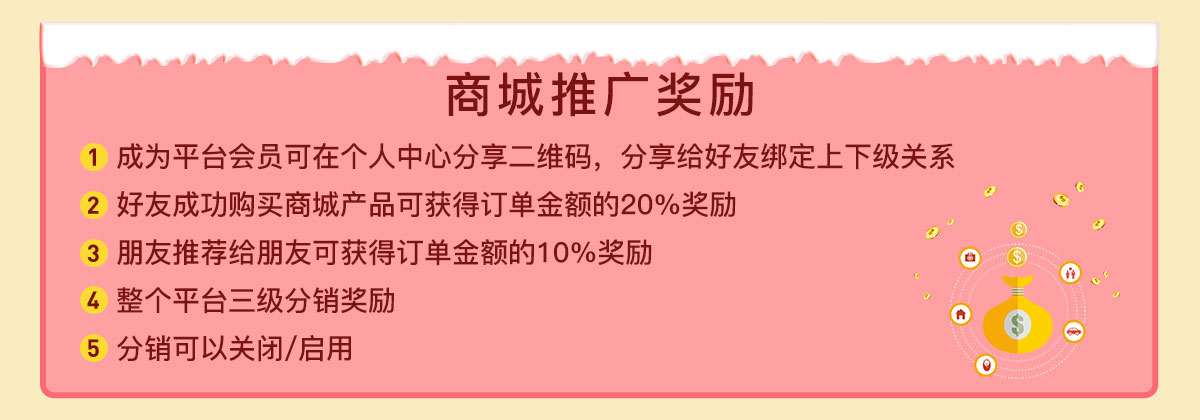 商城推广奖励
1 成为平台会员可在个人中心分享二维码，分享给好友绑定上下级关系
2 好友成功购买商城产品可获得订单金额的20%奖励
3 朋友推荐给朋友可获得订单金额的10%奖励
4 整个平台三级分销奖励
5 分销可以关闭/启用
$
$
$